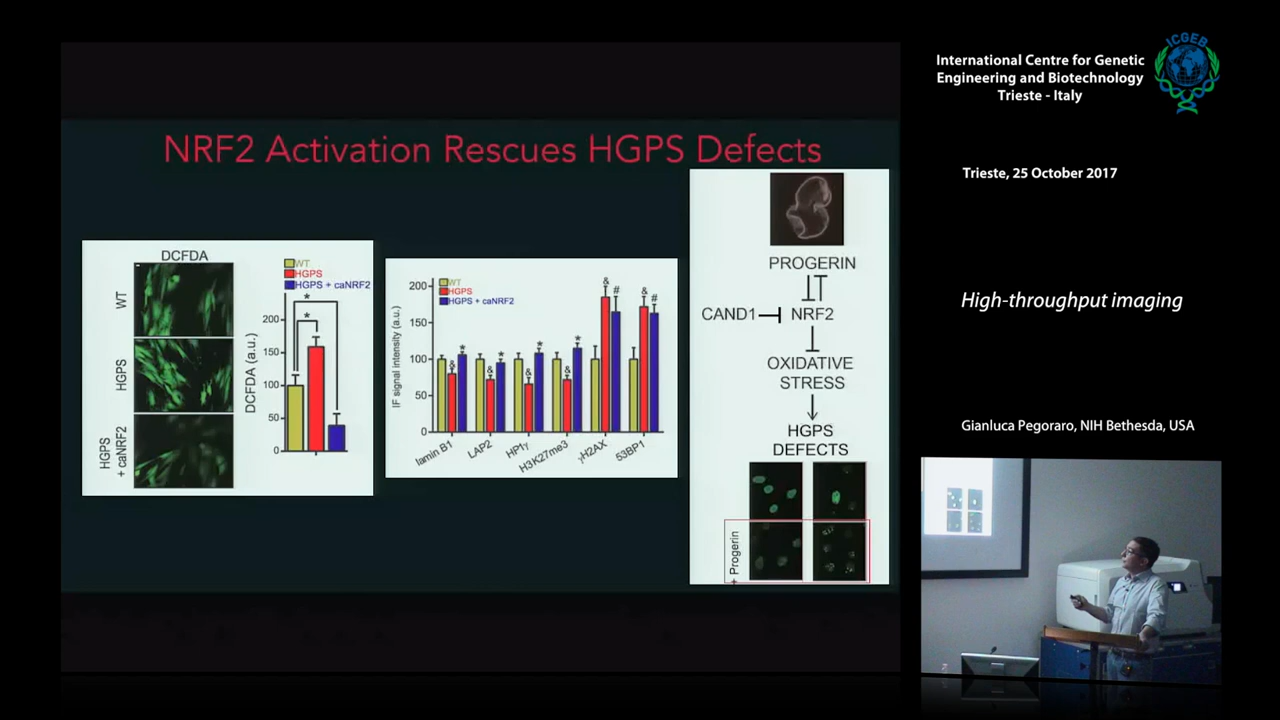 NRF2 Activation Rescues HGPS Defects
DCFDA
WT
HGPS
HGPS
+ caNRF2
WT
HGPS
HGPS + caNRF2
*
*
DCFDA (a.u.)
200
150
100
50
0
WT
HGPS
HGPS + caNRF2
IF signal intensity (a.u.)
200
150
100
50
0
& * & * & * & * & # & #
lamin B1
LAP2
HP1γ
H3K27me3
γH2AX
53BP1
PROGERIN
CAND1
NRF2
OXIDATIVE
STRESS
HGPS
DEFECTS
+ Progerin
International Centre for Genetic
Engineering and Biotechnology
Trieste - Italy
ICGEB
Trieste, 25 October 2017
High-throughput imaging
Gianluca Pegoraro, NIH Bethesda, USA